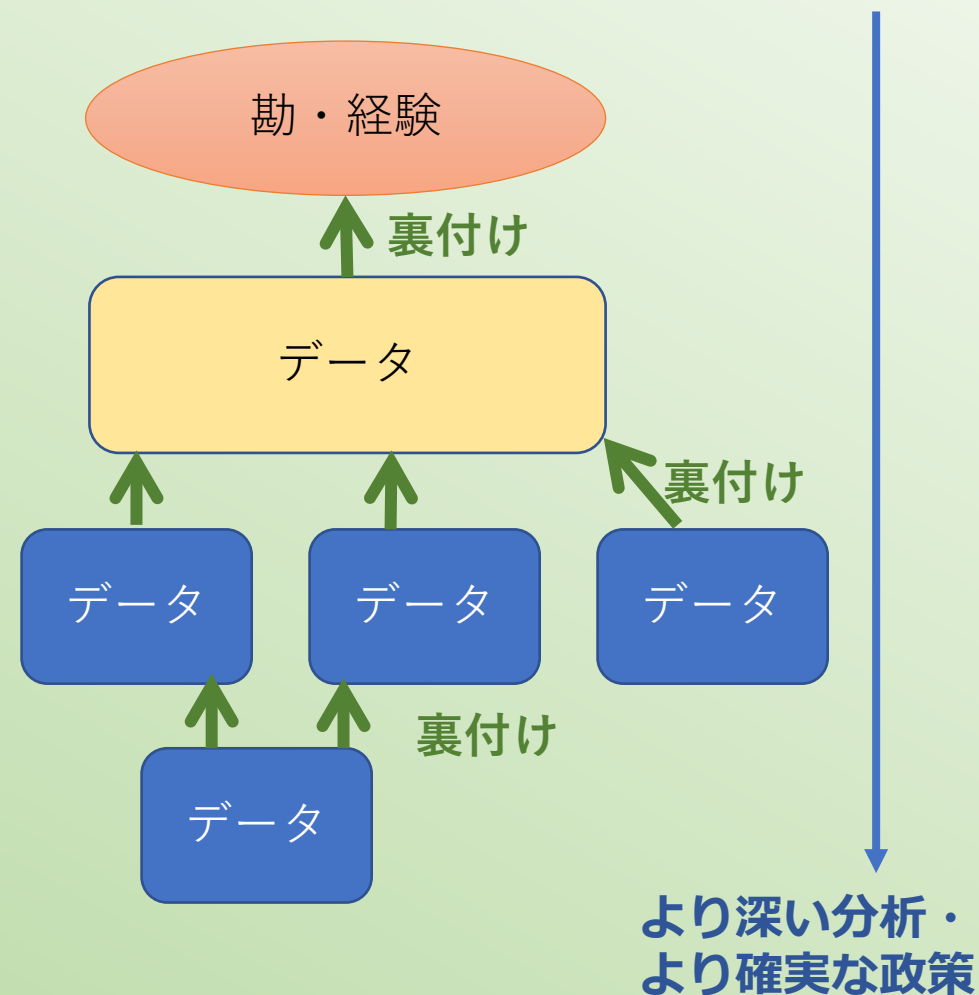 勘・経験
裏付け
データ
裏付け
データ
データ
データ
裏付け
データ
より深い分析・
より確実な政策